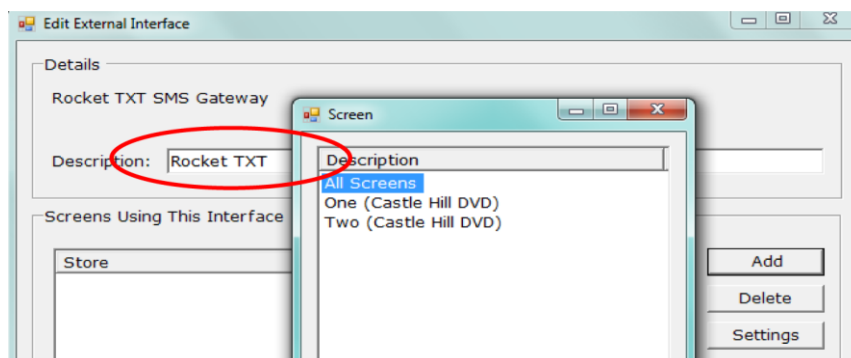 Edit External Interface
Details
Rocket TXT SMS Gateway
Description: Rocket TXT
Screens Using This Interface
Store
Screen
Description
All Screens
One (Castle Hill DVD)
Two (Castle Hill DVD)
Add
Delete
Settings